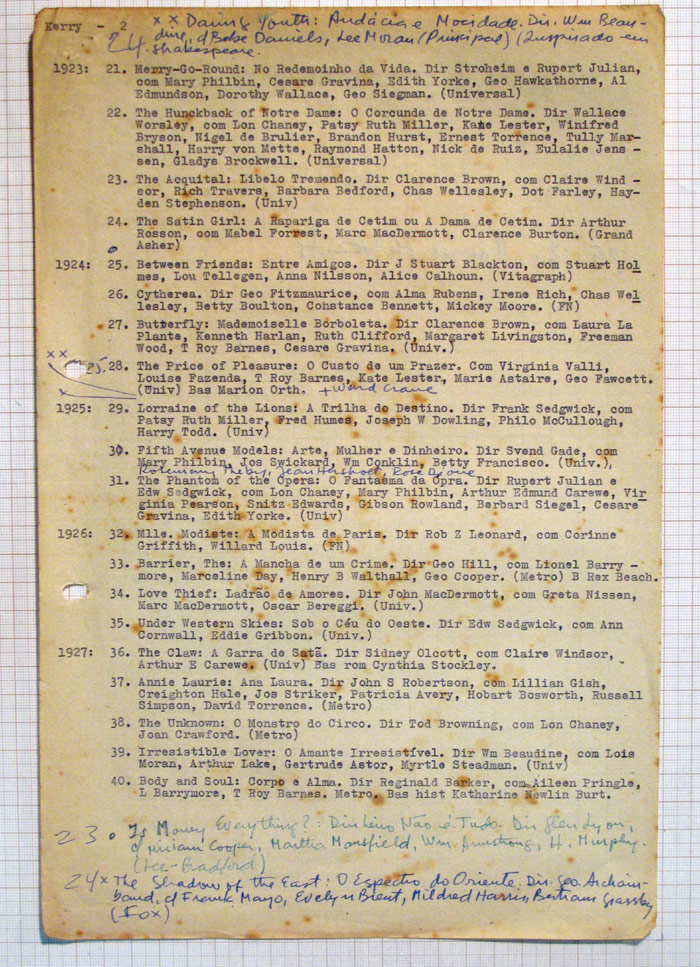 Kerry - 2
xx Daring Youth: Audácia e Mocidade. Dir. Wm Beau-
24. dine, c/ Bebe Daniels, Lee Moran (Principal) (Inspirado em
Shakespeare.
1923: 21. Merry-Go-Round: No Redemoinho da Vida. Dir Stroheim e Rupert Julian,
com Mary Philbin, Cesare Gravina, Edith Yorke, Geo Hawkathorne, Al
Edmundson, Dorothy Wallace, Geo Siegman. (Universal)
22. The Hunckback of Notre Dame: O Corcunda de Notre Dame. Dir Wallace
Worsley, com Lon Chaney, Patsy Ruth Miller, Kate Lester, Winifred
Bryson, Nigel de Brulier, Brandon Hurst, Ernest Torrence, Tully Mar-
shall, Harry von Mette, Raymond Hatton, Nick de Ruiz, Eulalie Jens -
sen, Gladys Brockwell. (Universal)
23. The Acquital: Libelo Tremendo. Dir Clarence Brown, com Claire Wind -
sor, Rich Travers, Barbara Bedford, Chas Wellesley, Dot Farley, Hay-
den Stephenson. (Univ)
24. The Satin Girl: A Rapariga de Cetim ou A Dama de Cetim. Dir Arthur
Rosson, com Mabel Forrest, Marc MacDermott, Clarence Burton. (Grand
Asher)
1924: 25. Between Friends: Entre Amigos. Dir J Stuart Blackton, com Stuart Hol
mes, Lou Tellegen, Anna Nilsson, Alice Calhoun. (Vitagraph)
26. Cytherea. Dir Geo Fitzmaurice, com Alma Rubens, Irene Rich, Chas Wel
lesley, Betty Boulton, Constance Bennett, Mickey Moore. (FN)
27. Butterfly: Mademoiselle Borboleta. Dir Clarence Brown, com Laura La
Plante, Kenneth Harlan, Ruth Clifford, Margaret Livingston, Freeman
Wood, T Roy Barnes, Cesare Gravina. (Univ.)
xx 25. 28. The Price of Pleasure: O Custo de um Prazer. Com Virginia Valli,
Louise Fazenda, T Roy Barnes, Kate Lester, Marie Astaire, Geo Fawcett.
x (Univ) Bas Marion Orth. + Ward Crane
1925: 29. Lorraine of the Lions: A Trilha do Destino. Dir Frank Sedgwick, com
Patsy Ruth Miller, Fred Humes, Joseph W Dowling, Philo McCullough,
Harry Todd. (Univ)
30. Fifth Avenue Models: Arte, Mulher e Dinheiro. Dir Svend Gade, com
Mary Philbin, Jos Swickard, Wm Conklin, Betty Francisco. (Univ.),
Rosemary Theby, Jean Hersholt, Rose Dione
31. The Phantom of the Opera: O Fantasma da Opra. Dir Rupert Julian e
Edw Sedgwick, com Lon Chaney, Mary Philbin, Arthur Edmund Carewe, Vir
ginia Pearson, Snitz Edwards, Gibson Rowland, Berbard Siegel, Cesare
Gravina, Edith Yorke. (Univ)
1926: 32. Mlle. Modiste: A Modista de Paris. Dir Rob Z Leonard, com Corinne
Griffith, Willard Louis. (FN)
33. Barrier, The: A Mancha de um Crime. Dir Geo Hill, com Lionel Barry -
more, Marceline Day, Henry B Walthall, Geo Cooper. (Metro) B Rex Beach.
34. Love Thief: Ladrão de Amores. Dir John MacDermott, com Greta Nissen,
Marc MacDermott, Oscar Bereggi. (Univ.)
35. Under Western Skies: Sob o Céu do Oeste. Dir Edw Sedgwick, com Ann
Cornwall, Eddie Gribbon. (Univ.)
1927: 36. The Claw: A Garra de Satã. Dir Sidney Olcott, com Claire Windsor,
Arthur E Carewe. (Univ) Bas rom Cynthia Stockley.
37. Annie Laurie: Ana Laura. Dir John S Robertson, com Lillian Gish,
Creighton Hale, Jos Striker, Patricia Avery, Hobart Bosworth, Russell
Simpson, David Torrence. (Metro)
38. The Unknown: O Monstro do Circo. Dir Tod Browning, com Lon Chaney,
Joan Crawford. (Metro)
39. Irresistible Lover: O Amante Irresistível. Dir Wm Beaudine, com Lois
Moran, Arthur Lake, Gertrude Astor, Myrtle Steadman. (Univ)
40. Body and Soul: Corpo e Alma. Dir Reginald Barker, com Aileen Pringle,
L Barrymore, T Roy Barnes. Metro. Bas hist Katharine Newlin Burt.
23. Is Money Everything?: Dinheiro Não é Tudo. Dir Glen Lyon,
c/ Miriam Cooper, Martha Mansfield, Wm Armstrong, H. Murphy.
(Lee-Bradford)
24x The Shadow of the East: O Espectro do Oriente. Dir. Geo. Archain-
baud, c/ Frank Mayo, Evelyn Brent, Mildred Harris, Bertram Grassby
(Fox)